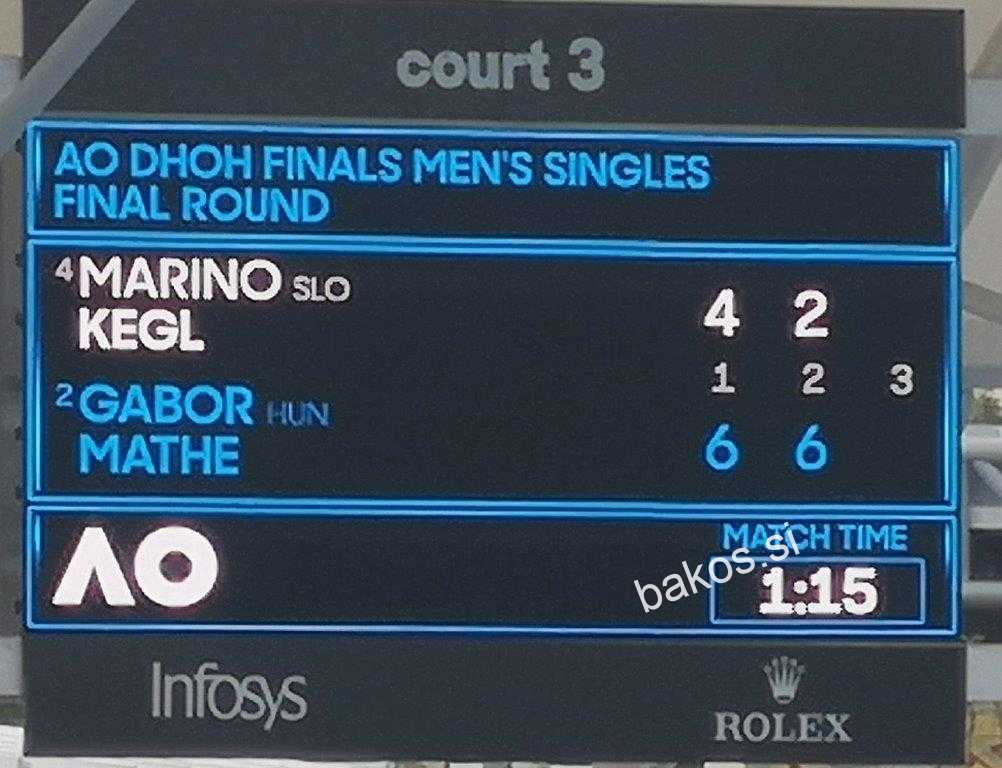 court 3
AO DHOH FINALS MEN'S SINGLES
FINAL ROUND
4 MARINO SLO
KEGL
4 2
1 2 3
2 GABOR HUN
MATHE
6 6
AO
MATCH TIME
1:15
bakos.si
Infosys
ROLEX